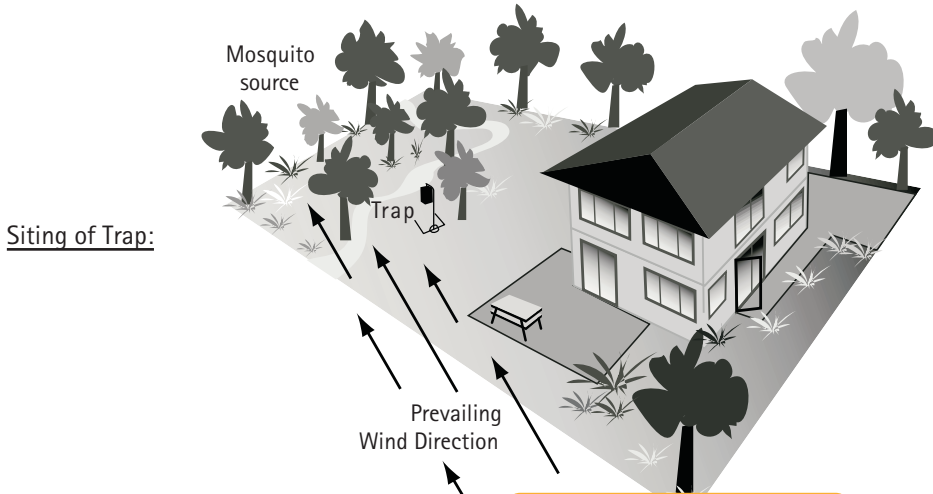 Mosquito
source
Trap
Siting of Trap:
Prevailing
Wind Direction